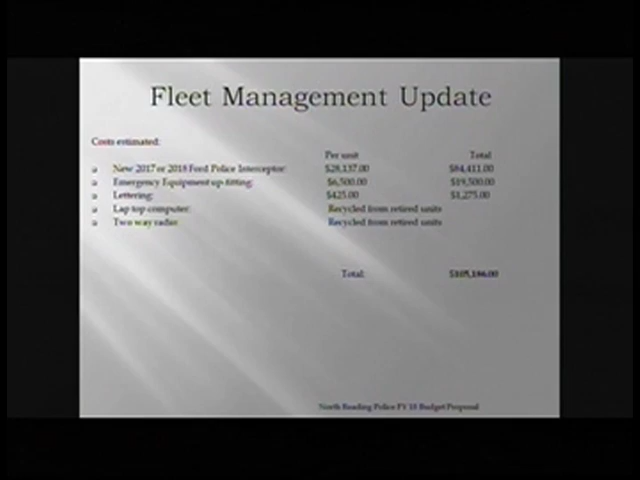 Fleet Management Update
Costs estimated:
Per unit Total
New 2017 or 2018 Ford Police Interceptor: $28,137.00 $84,411.00
Emergency Equipment up-fitting: $6,500.00 $19,500.00
Lettering: $425.00 $1,275.00
Lap top computer: Recycled from retired units
Two way radio: Recycled from retired units
Total: $105,186.00
North Reading Police FY 18 Budget Proposal